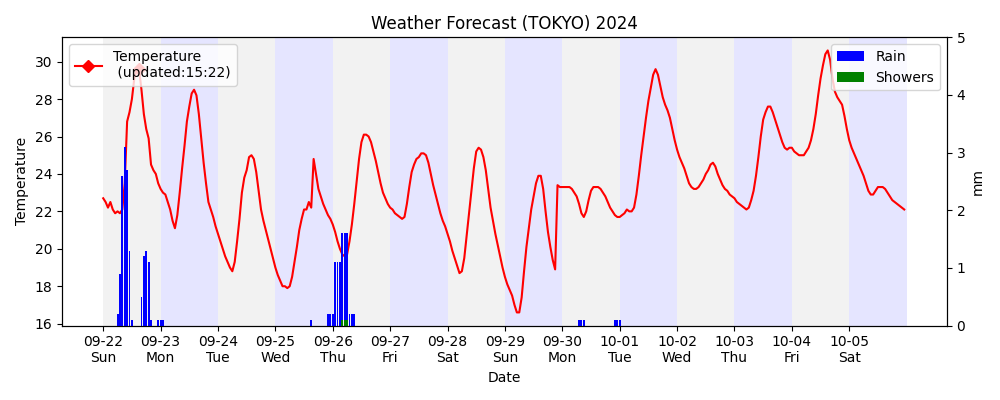 Weather Forecast (TOKYO) 2024
Temperature
(updated:15:22)
Rain
Showers
Temperature
30
28
26
24
22
20
18
16
5
4
3
2
1
0
mm
09-22 09-23 09-24 09-25 09-26 09-27 09-28 09-29 09-30 10-01 10-02 10-03 10-04 10-05
Sun Mon Tue Wed Thu Fri Sat Sun Mon Tue Wed Thu Fri Sat
Date